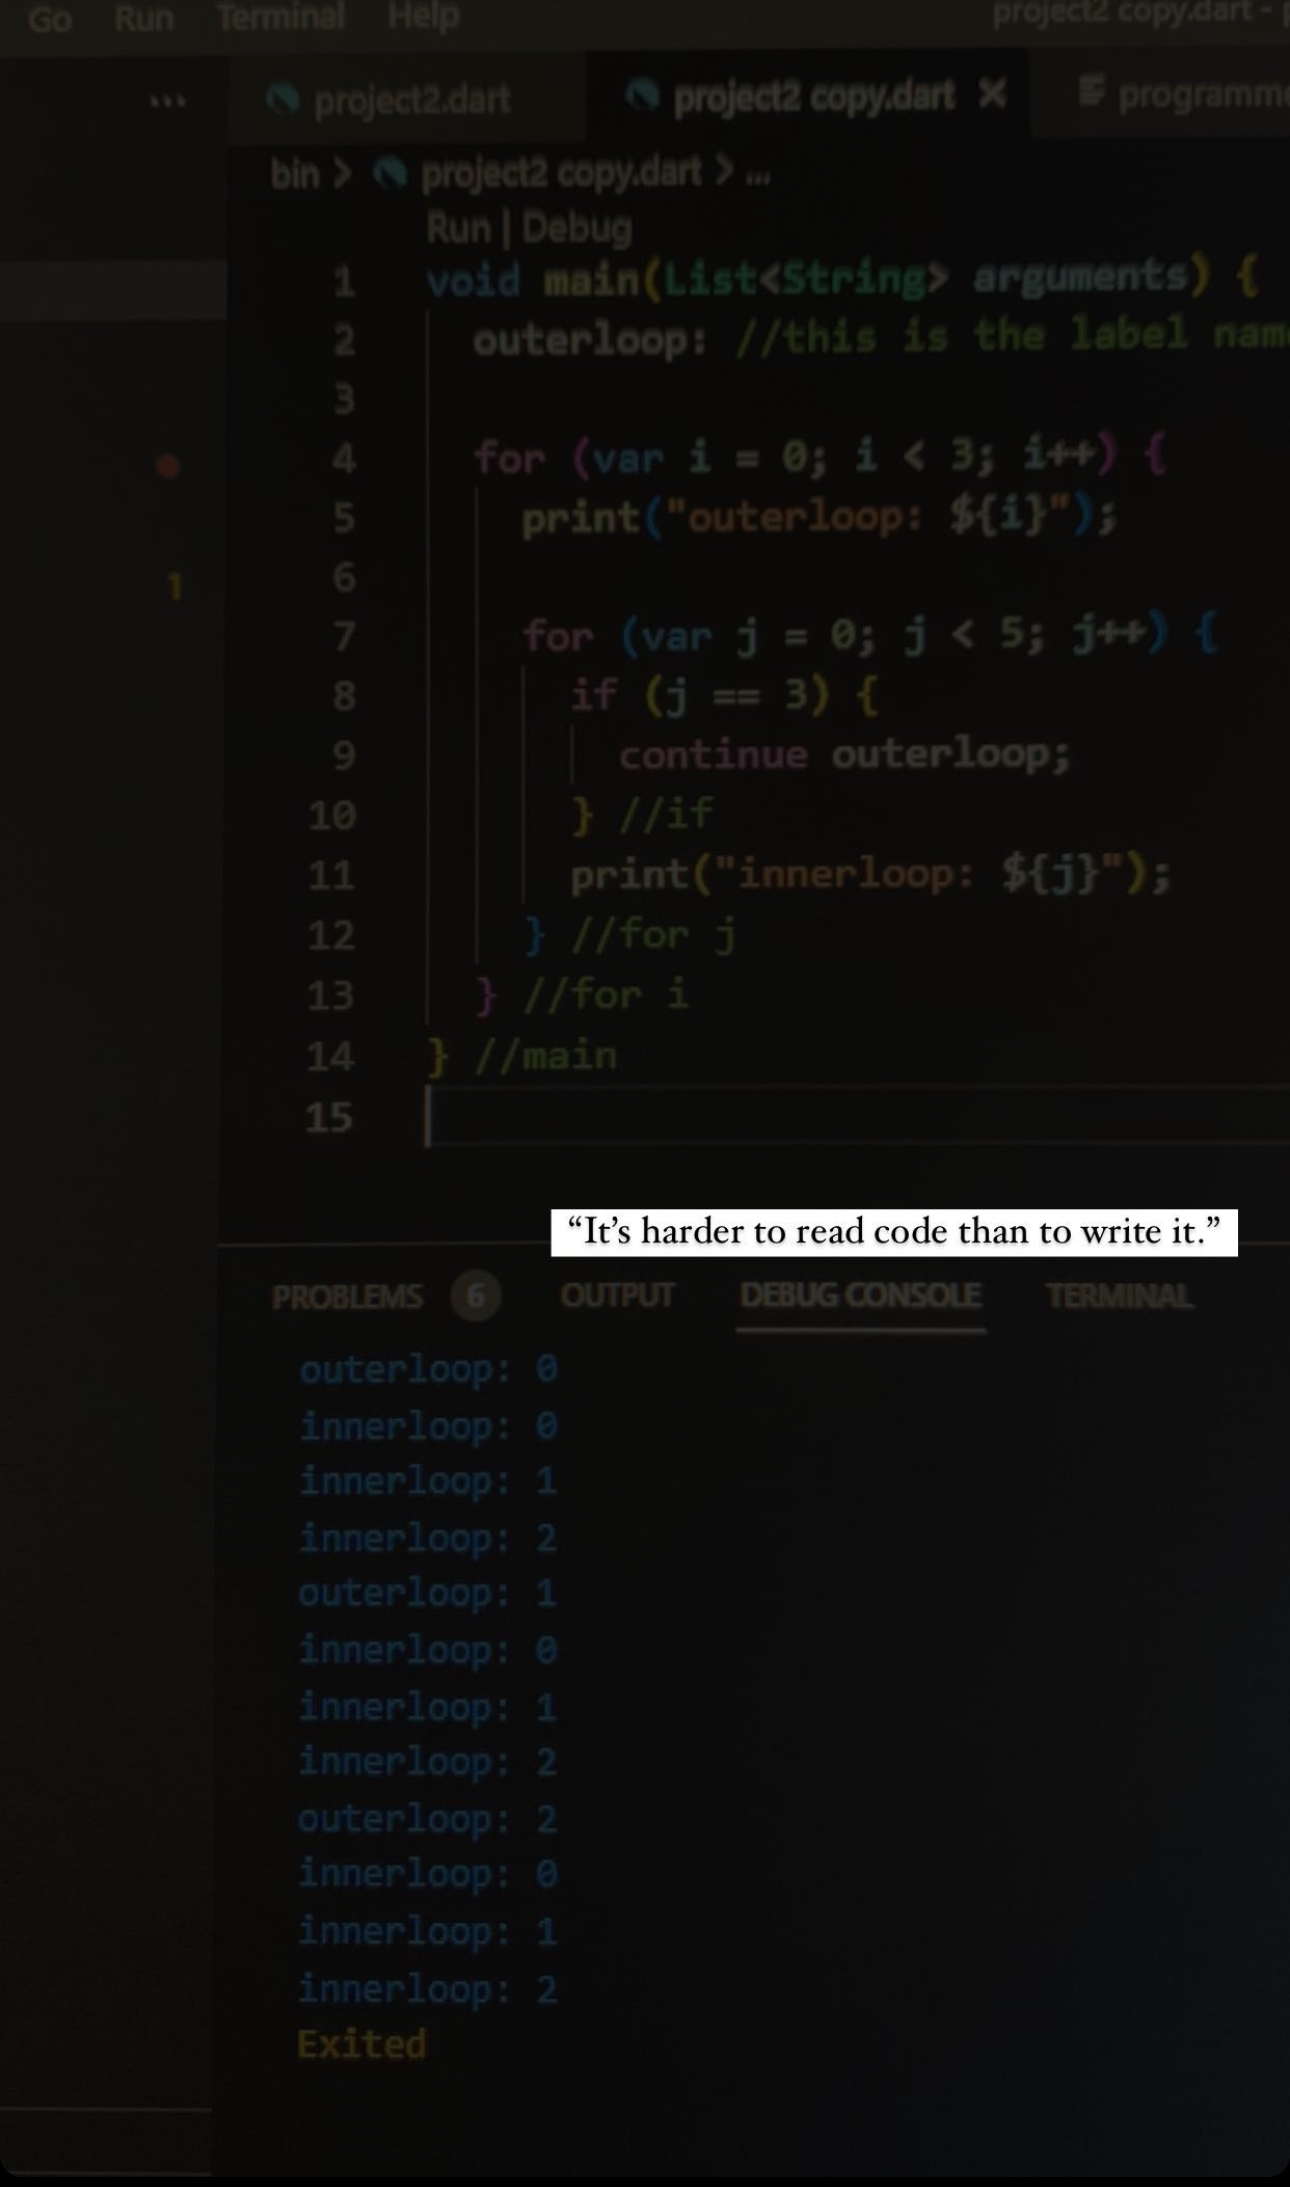 Go Run Terminal Help project2 copy.dart -
... project2.dart project2 copy.dart ×
bin > project2 copy.dart > ...
Run | Debug
1 void main(List<String> arguments) {
2 outerloop: //this is the label
3
4 for (var i = 0; i < 3; i++) {
5 print("outerloop: ${i}");
1
6
7 for (var j = 0; j < 5; j++) {
8 if (j == 3) {
9 continue outerloop;
10 } //if
11 print("innerloop: ${j}");
12 } //for j
13 } //for i
14 } //main
15
“It’s harder to read code than to write it.”
PROBLEMS 6 OUTPUT DEBUG CONSOLE TERMINAL
outerloop: 0
innerloop: 0
innerloop: 1
innerloop: 2
outerloop: 1
innerloop: 0
innerloop: 1
innerloop: 2
outerloop: 2
innerloop: 0
innerloop: 1
innerloop: 2
Exited